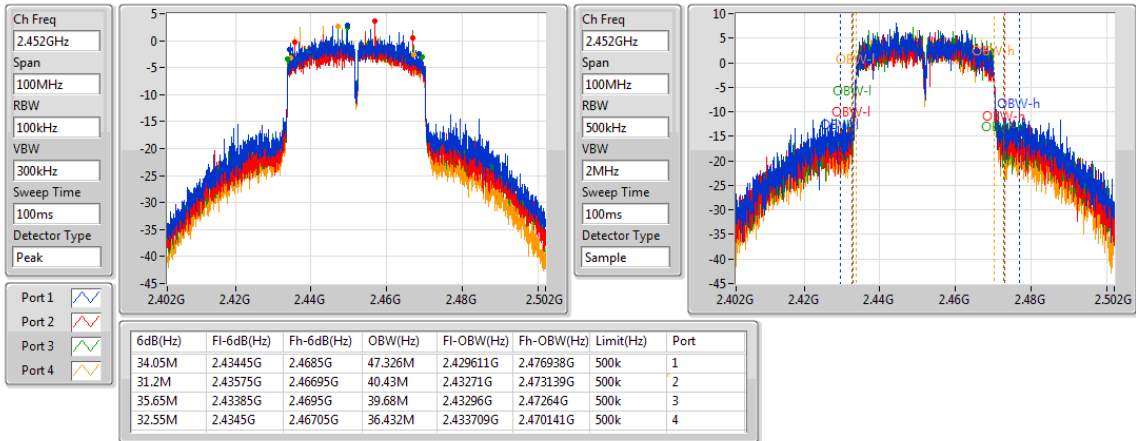 Ch Freq
2.452GHz
Span
100MHz
RBW
100kHz
VBW
300kHz
Sweep Time
100ms
Detector Type
Peak
5
0
-5
-10
-15
-20
-25
-30
-35
-40
-45
2.402G 2.42G 2.44G 2.46G 2.48G 2.502G
Ch Freq
2.452GHz
Span
100MHz
RBW
500kHz
VBW
2MHz
Sweep Time
100ms
Detector Type
Sample
10
5
0
-5
-10
-15
-20
-25
-30
-35
-40
-45
OBW-h
OBW-l
OBW-h
OBW-l
2.402G 2.42G 2.44G 2.46G 2.48G 2.502G
Port 1
Port 2
Port 3
Port 4
6dB(Hz) Fl-6dB(Hz) Fh-6dB(Hz) OBW(Hz) Fl-OBW(Hz) Fh-OBW(Hz) Limit(Hz) Port
34.05M 2.43445G 2.4685G 47.326M 2.429611G 2.476938G 500k 1
31.2M 2.43575G 2.46695G 40.43M 2.43271G 2.473139G 500k 2
35.65M 2.43385G 2.4695G 39.68M 2.43296G 2.47264G 500k 3
32.55M 2.4345G 2.46705G 36.432M 2.433709G 2.470141G 500k 4